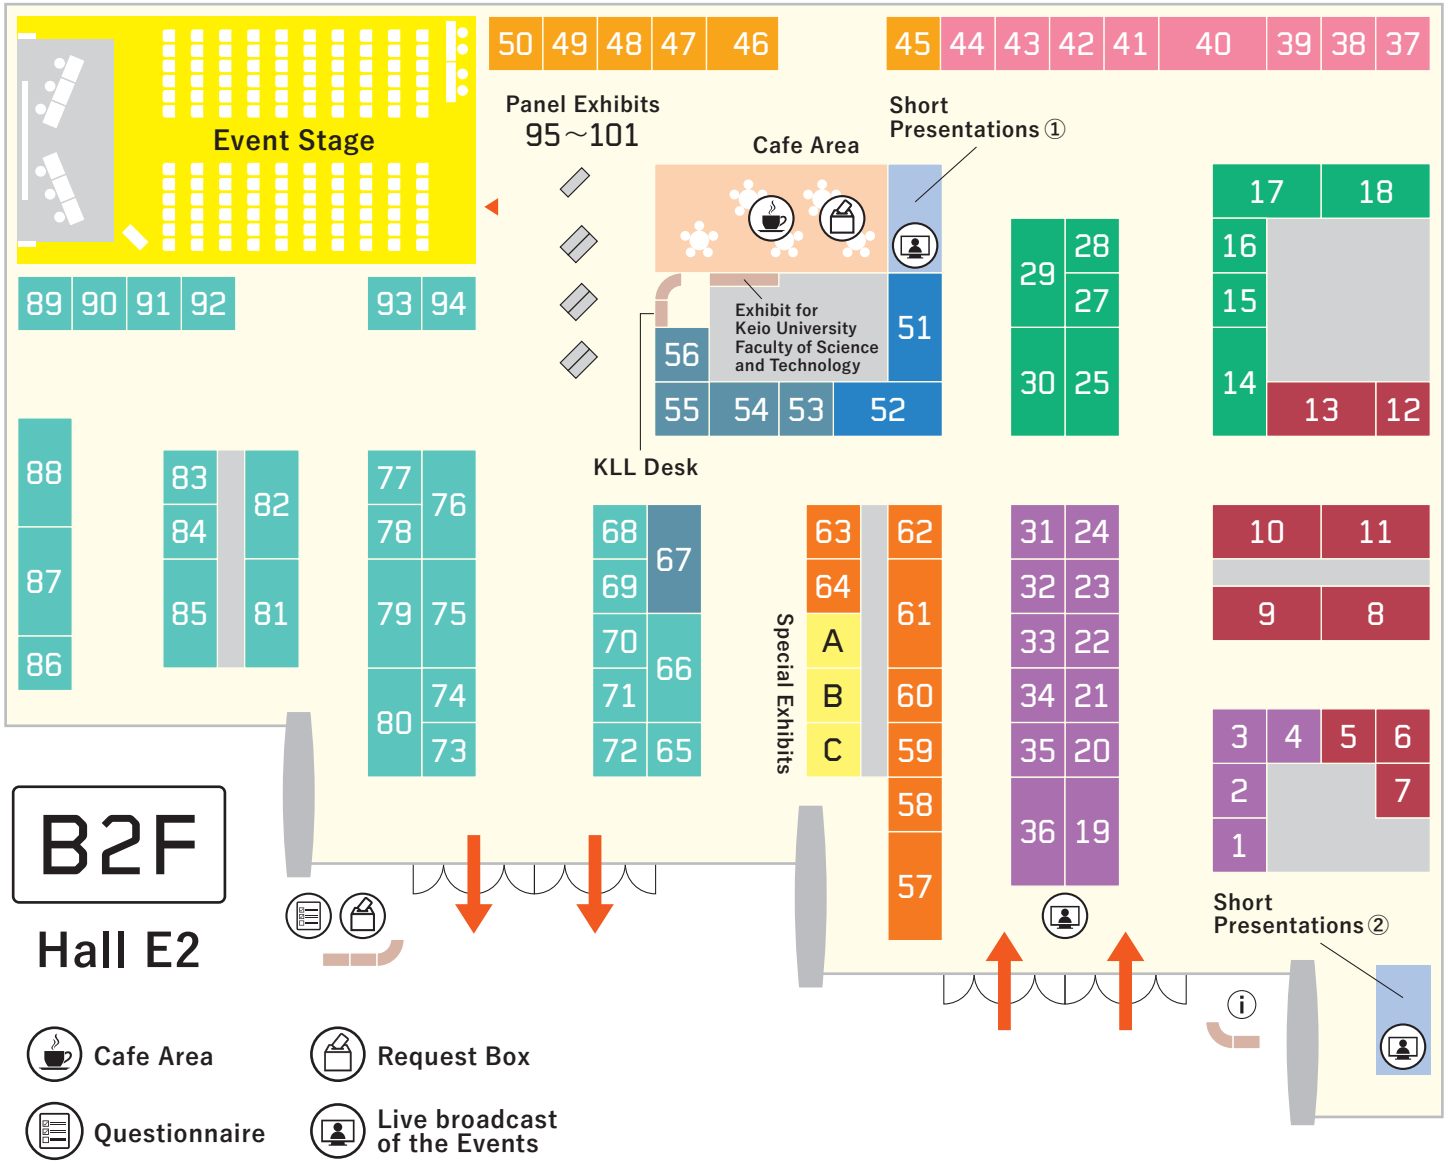 50 49 48 47 46 45 44 43 42 41 40 39 38 37
Event Stage
Panel Exhibits
95～101
Short
Presentations ①
Cafe Area
17 18
16
15
14
13 12
29 28
27
30 25
Exhibit for
Keio University
Faculty of Science
and Technology
51
56
55 54 53 52
KLL Desk
89 90 91 92 93 94
88
87
86
83 82
84
85 81
77 76
78
79 75
80 74
73
68 67
69
70 66
71
72 65
Special Exhibits
63 62
64 61
A
B 60
C 59
58
57
31 24
32 23
33 22
34 21
35 20
36 19
10 11
9 8
3 4 5 6
2 7
1
Short
Presentations ②
B2F
Hall E2
i
Cafe Area
Request Box
Questionnaire
Live broadcast
of the Events